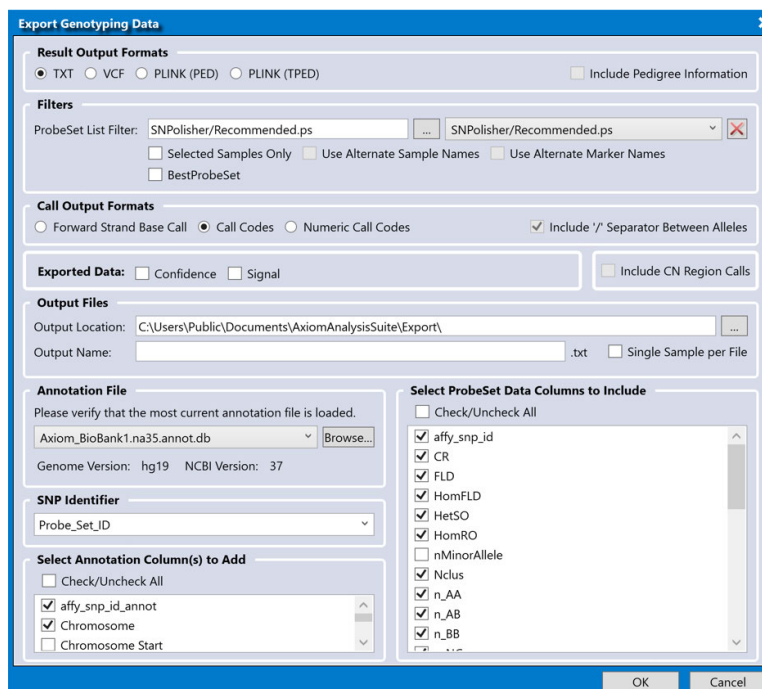 Export Genotyping Data
Result Output Formats
TXT VCF PLINK (PED) PLINK (TPED) Include Pedigree Information
Filters
ProbeSet List Filter: SNPolisher/Recommended.ps ... SNPolisher/Recommended.ps
Selected Samples Only Use Alternate Sample Names Use Alternate Marker Names
BestProbeSet
Call Output Formats
Forward Strand Base Call Call Codes Numeric Call Codes Include '/' Separator Between Alleles
Exported Data: Confidence Signal Include CN Region Calls
Output Files
Output Location: C:\Users\Public\Documents\AxiomAnalysisSuite\Export\ ...
Output Name: .txt Single Sample per File
Annotation File
Please verify that the most current annotation file is loaded.
Axiom_BioBank1.na35.annot.db Browse...
Genome Version: hg19 NCBI Version: 37
SNP Identifier
Probe_Set_ID
Select Annotation Column(s) to Add
Check/Uncheck All
affy_snp_id_annot
Chromosome
Chromosome Start
Select ProbeSet Data Columns to Include
Check/Uncheck All
affy_snp_id
CR
FLD
HomFLD
HetSO
HomRO
nMinorAllele
Nclus
n_AA
n_AB
n_BB
OK Cancel